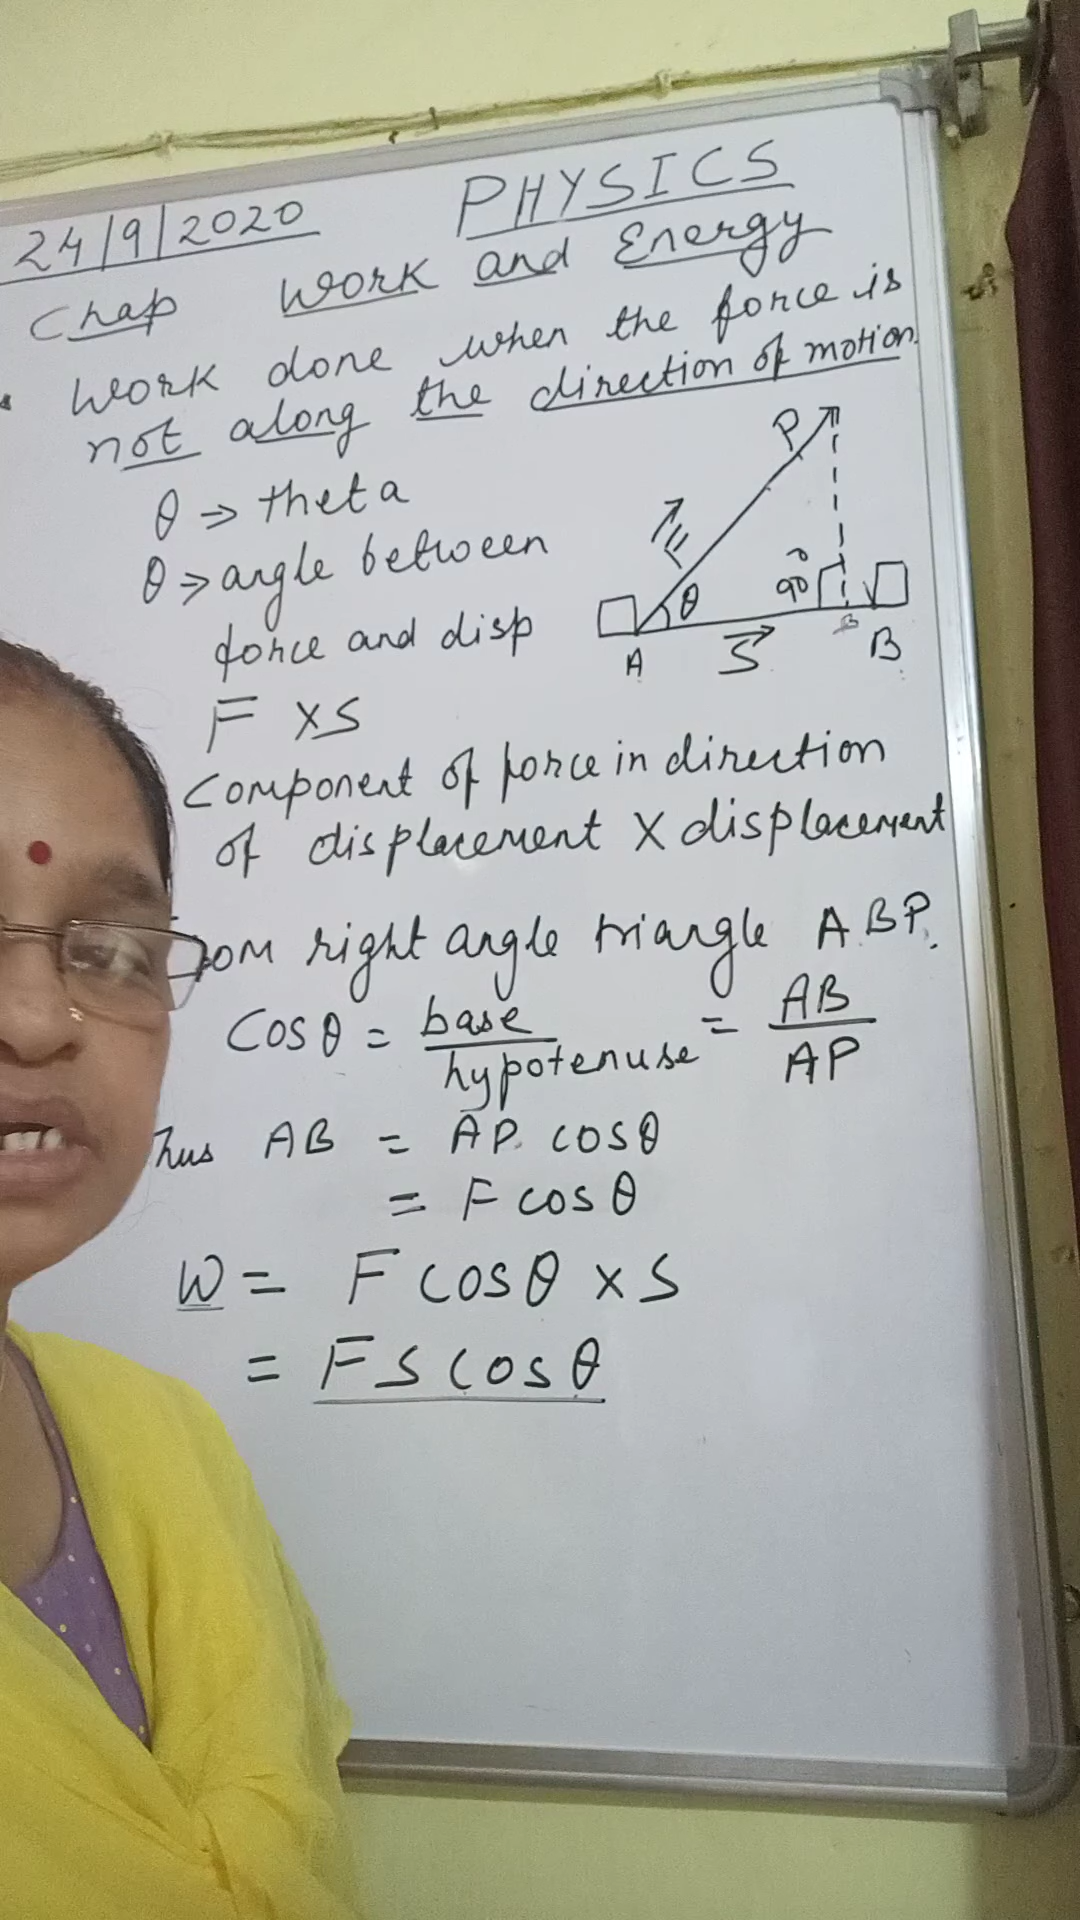 24/9/2020 PHYSICS
Chap Work and Energy
Work done when the force is
not along the direction of motion.
θ => theta
θ => angle between
force and disp
P
F
θ
90°
A
S
B
B
F x S
Component of force in direction
of displacement X displacement
from right angle triangle ABP.
Cos θ = base/hypotenuse = AB/AP
Thus AB = AP. cos θ
= F cos θ
W = F cos θ x S
= F S cos θ